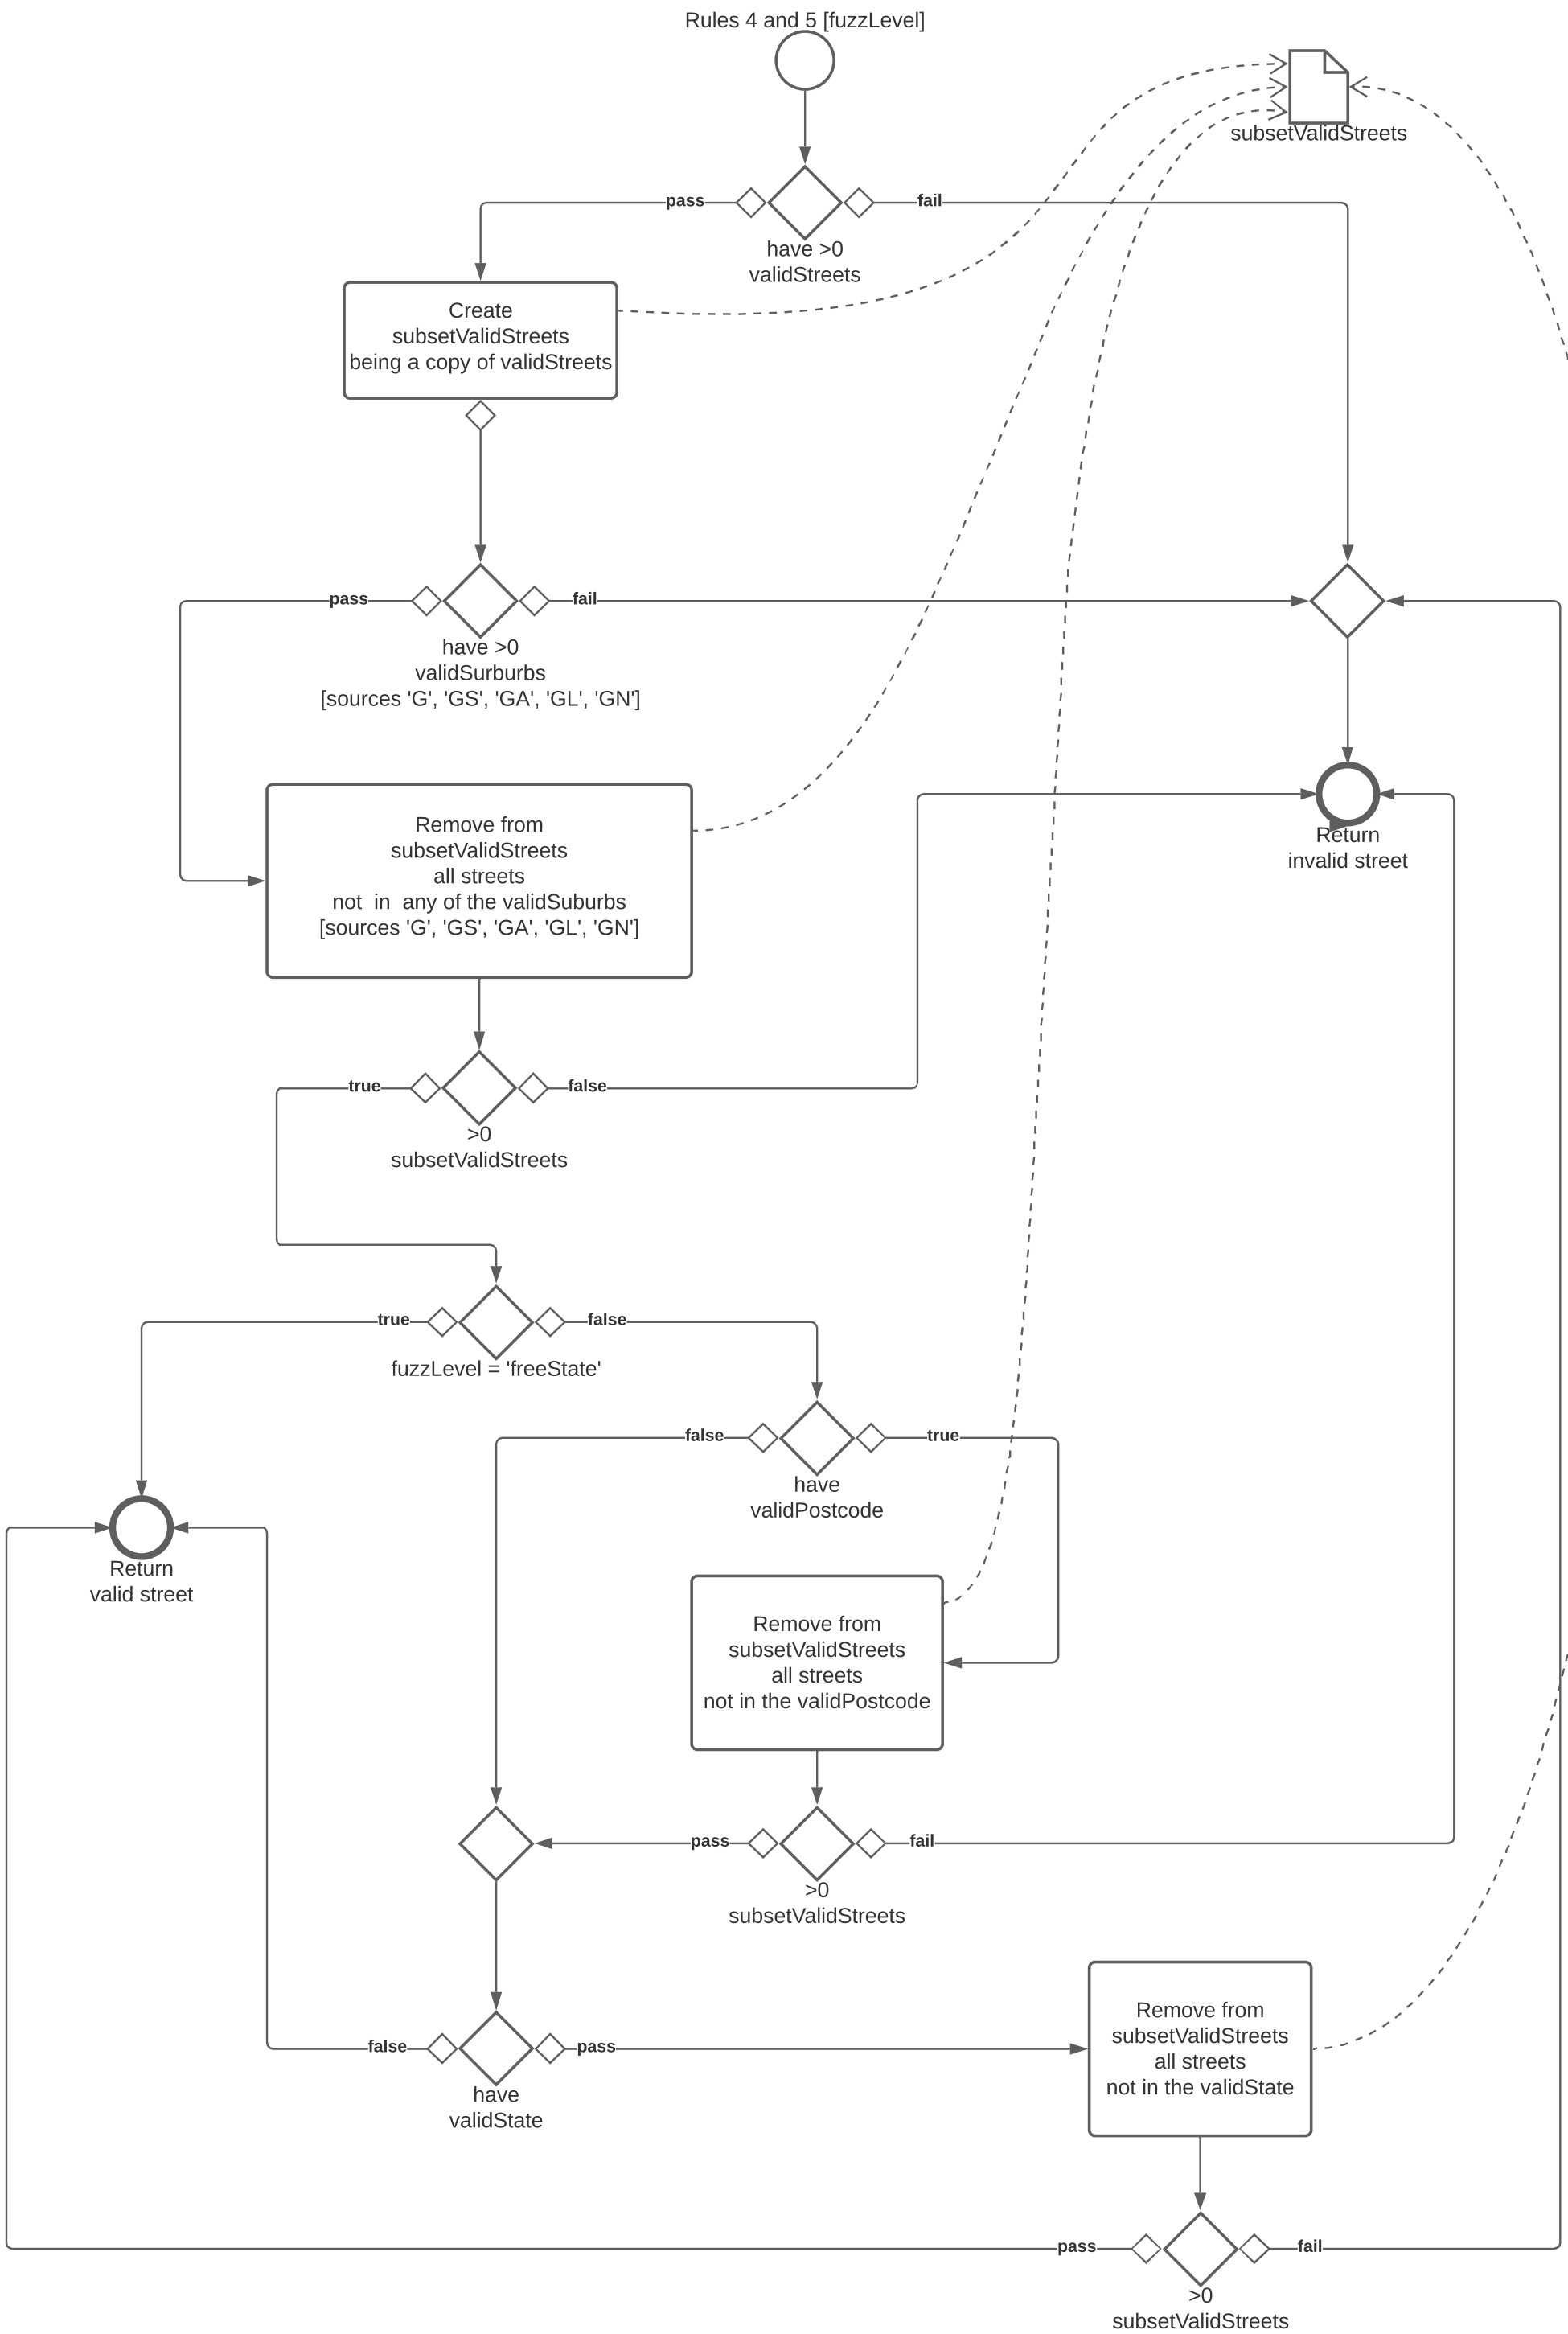 Rules 4 and 5 [fuzzLevel]
subsetValidStreets
pass
fail
have >0
validStreets
Create
subsetValidStreets
being a copy of validStreets
pass
fail
have >0
validSurburbs
[sources 'G', 'GS', 'GA', 'GL', 'GN']
Remove from
subsetValidStreets
all streets
not  in  any of the validSuburbs
[sources 'G', 'GS', 'GA', 'GL', 'GN']
Return
invalid street
true
false
>0
subsetValidStreets
true
false
fuzzLevel = 'freeState'
false
true
have
validPostcode
Return
valid street
Remove from
subsetValidStreets
all streets
not in the validPostcode
pass
fail
>0
subsetValidStreets
Remove from
subsetValidStreets
all streets
not in the validState
false
pass
have
validState
pass
fail
>0
subsetValidStreets